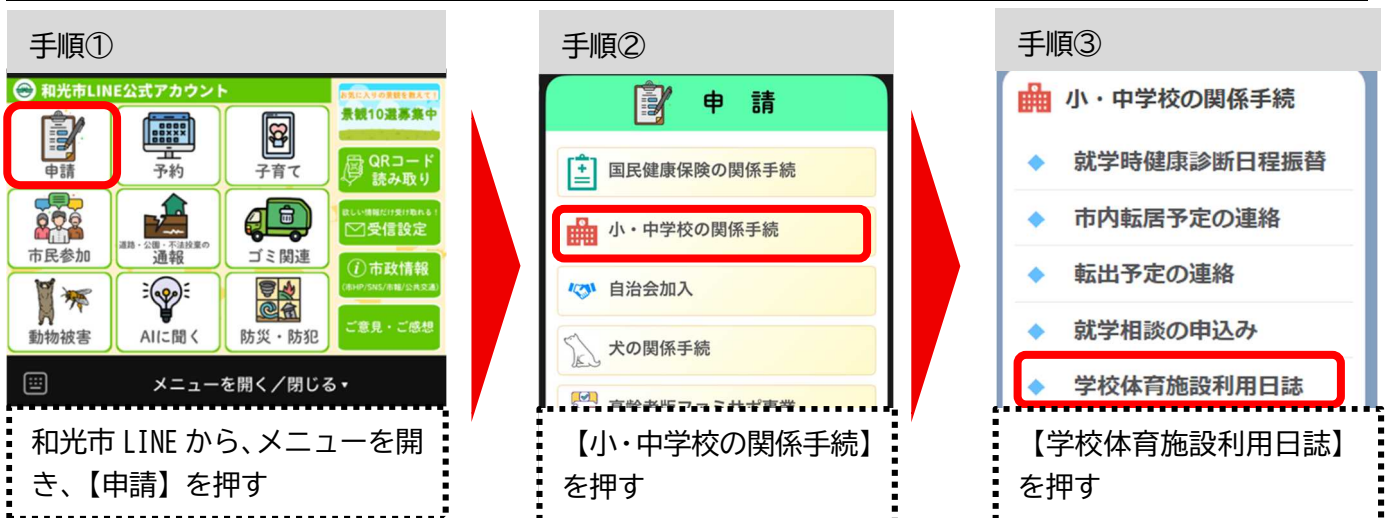 手順①
和光市LINE公式アカウント
申請
予約
子育て
市民参加
道路・公園・不法投棄の
通報
ゴミ関連
動物被害
AIに聞く
防災・防犯
お気に入りの景観を教えて！
景観10選募集中
QRコード
読み取り
欲しい情報だけ受け取れる！
受信設定
市政情報
(市HP/SNS/市報/公共交通)
ご意見・ご感想
メニューを開く／閉じる▾
和光市 LINE から、メニューを開
き、【申請】を押す
手順②
申 請
国民健康保険の関係手続
小・中学校の関係手続
自治会加入
犬の関係手続
高齢者版ファミサポ事業
【小・中学校の関係手続】
を押す
手順③
小・中学校の関係手続
就学時健康診断日程振替
市内転居予定の連絡
転出予定の連絡
就学相談の申込み
学校体育施設利用日誌
【学校体育施設利用日誌】
を押す